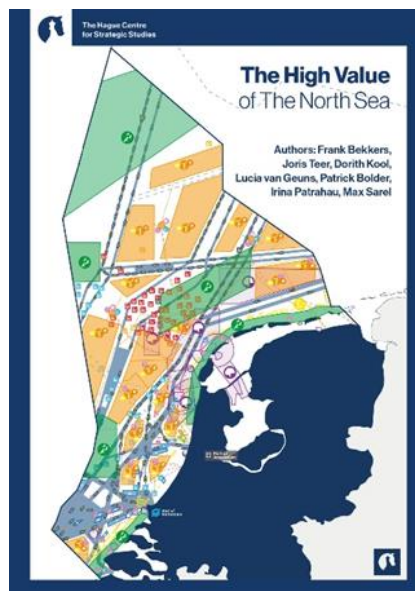 The Hague Centre
for Strategic Studies
The High Value
of The North Sea
Authors: Frank Bekkers,
Joris Teer, Dorith Kool,
Lucia van Geuns, Patrick Bolder,
Irina Patrahau, Max Sarel